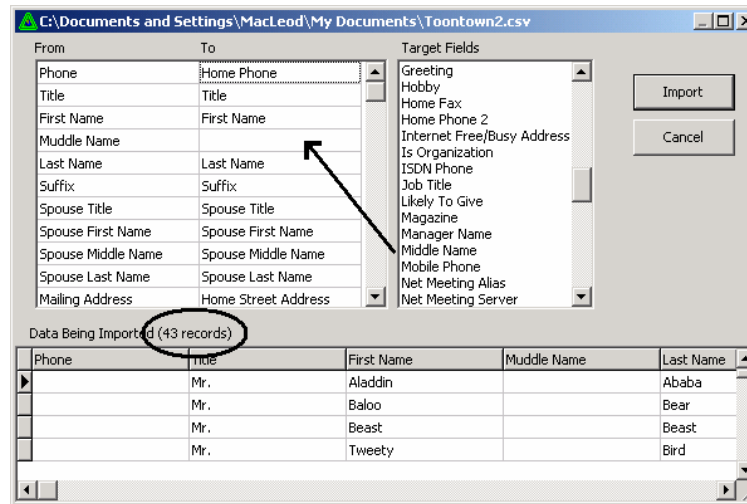 C:\Documents and Settings\MacLeod\My Documents\Toontown2.csv
From To Target Fields
Phone Home Phone
Title Title
First Name First Name
Muddle Name
Last Name Last Name
Suffix Suffix
Spouse Title Spouse Title
Spouse First Name Spouse First Name
Spouse Middle Name Spouse Middle Name
Spouse Last Name Spouse Last Name
Mailing Address Home Street Address
Greeting
Hobby
Home Fax
Home Phone 2
Internet Free/Busy Address
Is Organization
ISDN Phone
Job Title
Likely To Give
Magazine
Manager Name
Middle Name
Mobile Phone
Net Meeting Alias
Net Meeting Server
Import
Cancel
Data Being Imported (43 records)
Phone Title First Name Muddle Name Last Name
Mr. Aladdin Ababa
Mr. Baloo Bear
Mr. Beast Beast
Mr. Tweety Bird